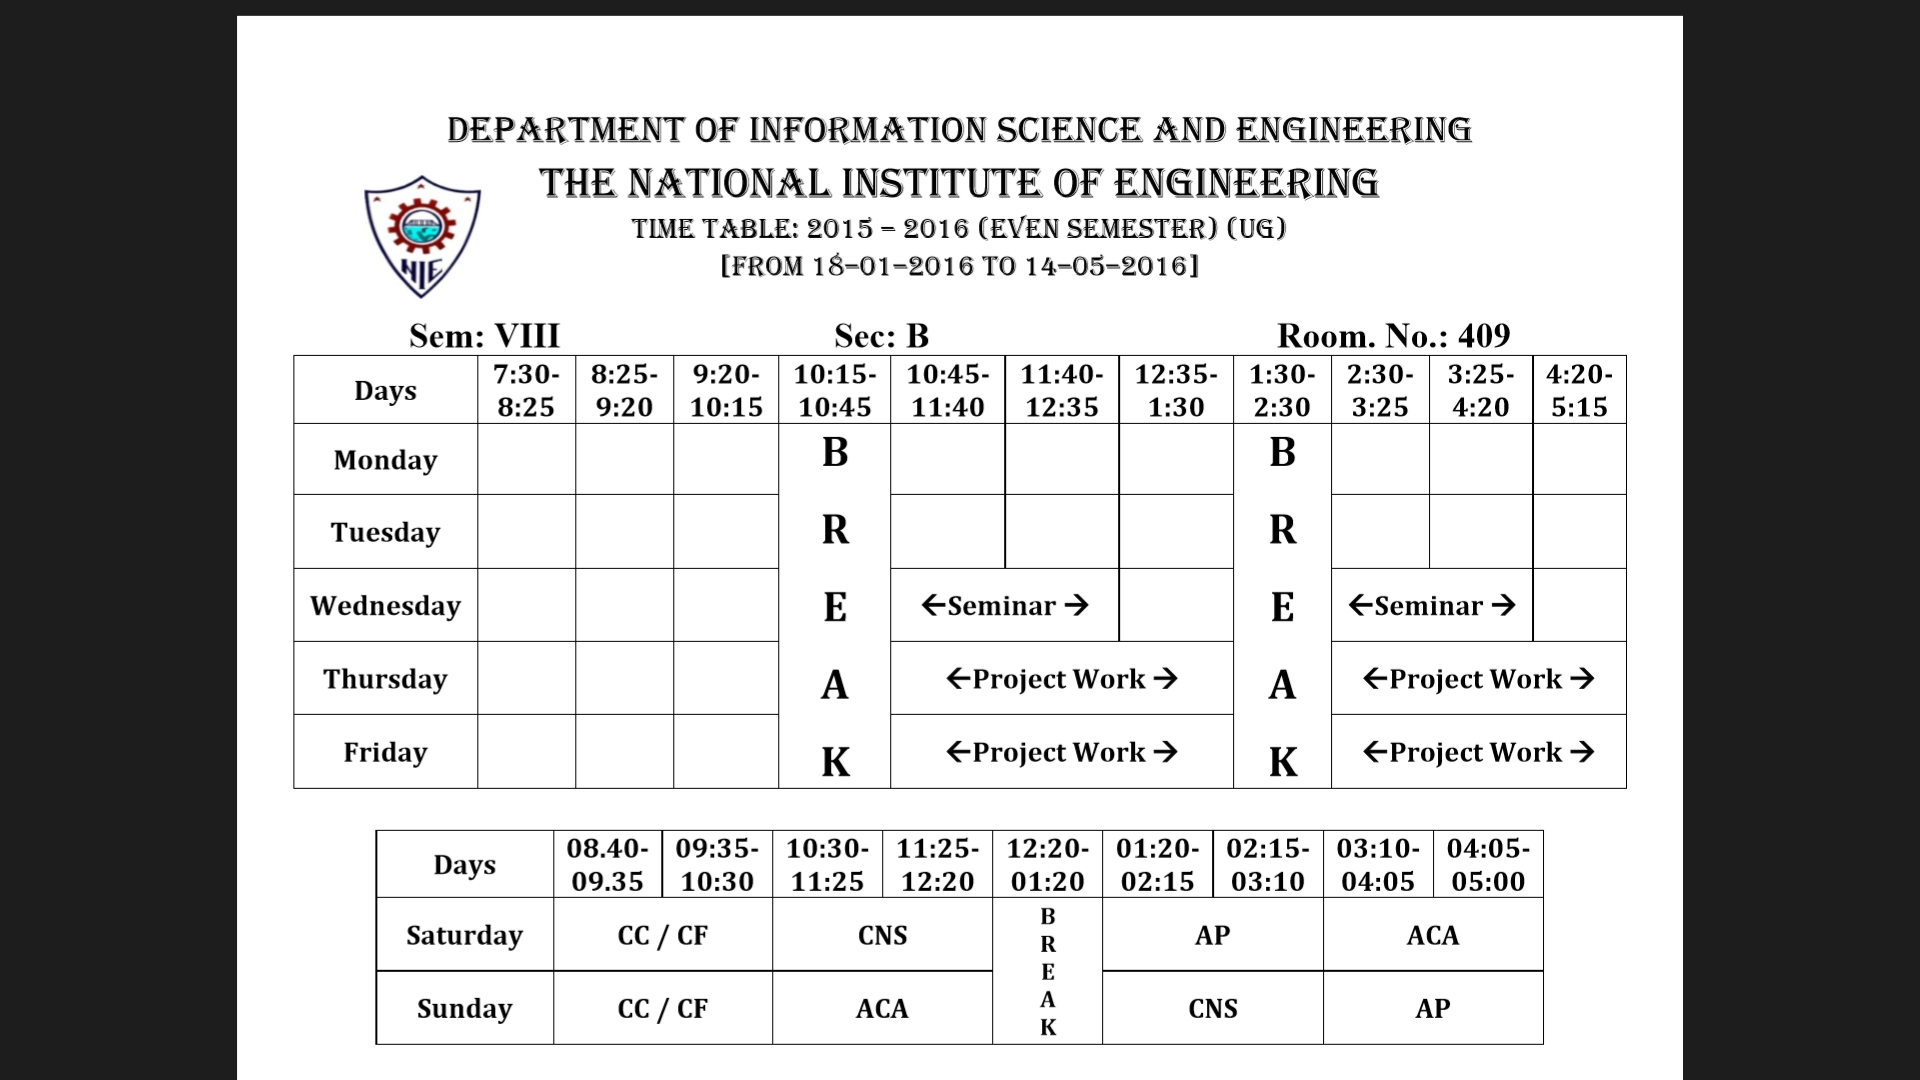 DEPARTMENT OF INFORMATION SCIENCE AND ENGINEERING
THE NATIONAL INSTITUTE OF ENGINEERING
TIME TABLE: 2015 – 2016 (EVEN SEMESTER) (UG)
[FROM 18-01-2016 TO 14-05-2016]
NIE
Sem: VIII Sec: B Room. No.: 409
Days 7:30-8:25 8:25-9:20 9:20-10:15 10:15-10:45 10:45-11:40 11:40-12:35 12:35-1:30 1:30-2:30 2:30-3:25 3:25-4:20 4:20-5:15
Monday B B
Tuesday R R
Wednesday E ←Seminar → E ←Seminar →
Thursday A ←Project Work → A ←Project Work →
Friday K ←Project Work → K ←Project Work →
Days 08.40-09.35 09:35-10:30 10:30-11:25 11:25-12:20 12:20-01:20 01:20-02:15 02:15-03:10 03:10-04:05 04:05-05:00
Saturday CC / CF CNS BREAK AP ACA
Sunday CC / CF ACA CNS AP